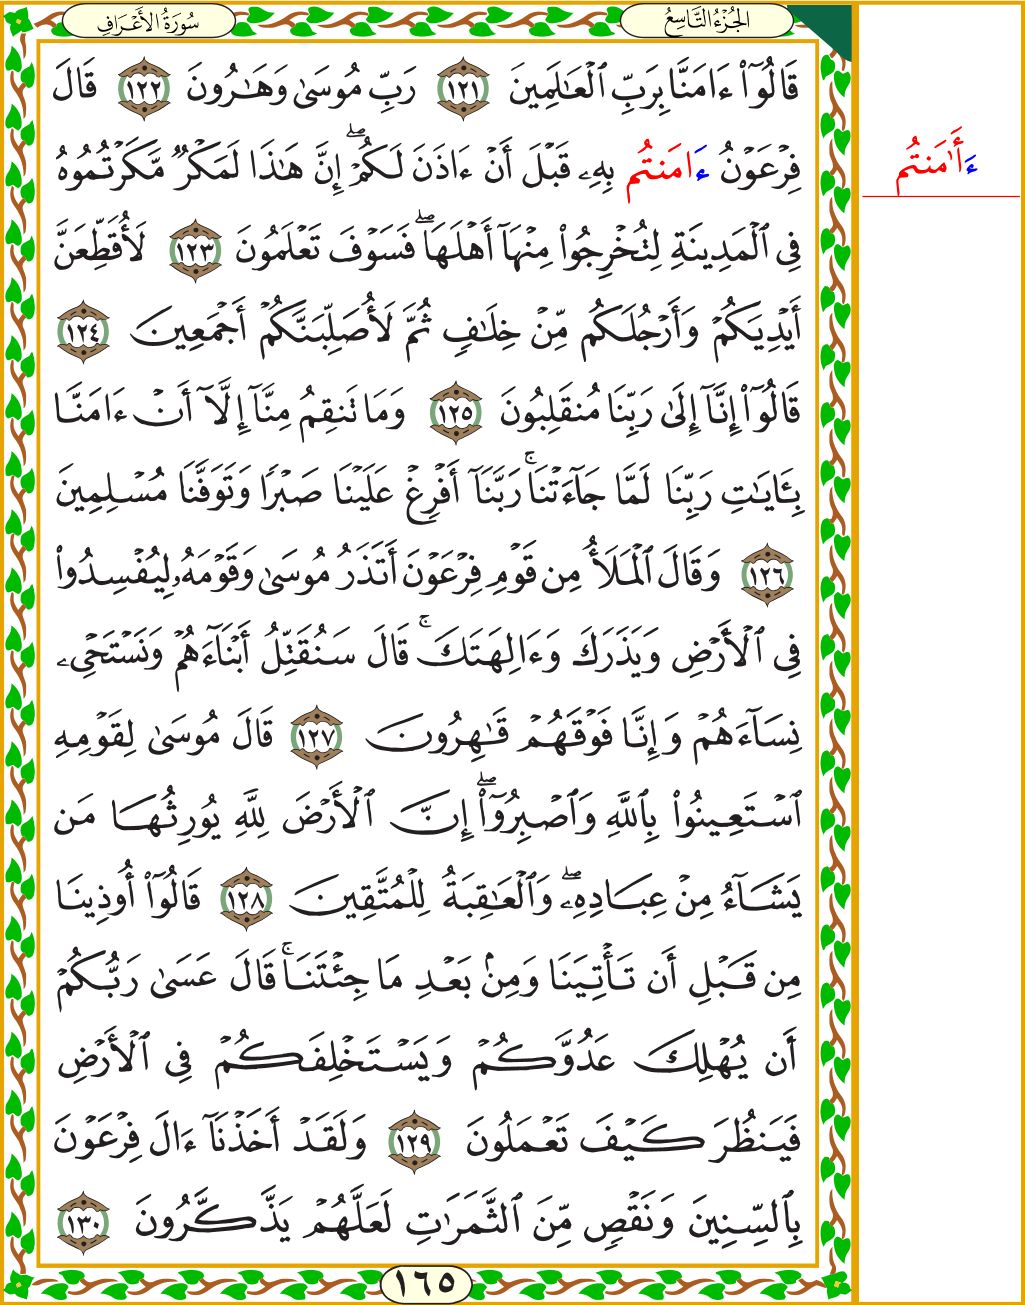 سُورَةُ الأَعْرَافِ
الجُزْءُ التَّاسِعُ
قَالُوٓا۟ ءَامَنَّا بِرَبِّ ٱلْعَـٰلَمِينَ ١٢١ رَبِّ مُوسَىٰ وَهَـٰرُونَ ١٢٢ قَالَ
فِرْعَوْنُ ءَامَنتُم بِهِۦ قَبْلَ أَنْ ءَاذَنَ لَكُمْ ۖ إِنَّ هَـٰذَا لَمَكْرٌ مَّكَرْتُمُوهُ
فِى ٱلْمَدِينَةِ لِتُخْرِجُوا۟ مِنْهَآ أَهْلَهَا ۖ فَسَوْفَ تَعْلَمُونَ ١٢٣ لَأُقَطِّعَنَّ
أَيْدِيَكُمْ وَأَرْجُلَكُم مِّنْ خِلَـٰفٍ ثُمَّ لَأُصَلِّبَنَّكُمْ أَجْمَعِينَ ١٢٤
قَالُوٓا۟ إِنَّآ إِلَىٰ رَبِّنَا مُنقَلِبُونَ ١٢٥ وَمَا تَنقِمُ مِنَّآ إِلَّآ أَنْ ءَامَنَّا
بِـَٔايَـٰتِ رَبِّنَا لَمَّا جَآءَتْنَا ۚ رَبَّنَآ أَفْرِغْ عَلَيْنَا صَبْرًا وَتَوَفَّنَا مُسْلِمِينَ
١٢٦ وَقَالَ ٱلْمَلَأُ مِن قَوْمِ فِرْعَوْنَ أَتَذَرُ مُوسَىٰ وَقَوْمَهُۥ لِيُفْسِدُوا۟
فِى ٱلْأَرْضِ وَيَذَرَكَ وَءَالِهَتَكَ ۚ قَالَ سَنُقَتِّلُ أَبْنَآءَهُمْ وَنَسْتَحْىِۦ
نِسَآءَهُمْ وَإِنَّا فَوْقَهُمْ قَـٰهِرُونَ ١٢٧ قَالَ مُوسَىٰ لِقَوْمِهِ
ٱسْتَعِينُوا۟ بِٱللَّهِ وَٱصْبِرُوٓا۟ ۖ إِنَّ ٱلْأَرْضَ لِلَّهِ يُورِثُهَا مَن
يَشَآءُ مِنْ عِبَادِهِۦ ۖ وَٱلْعَـٰقِبَةُ لِلْمُتَّقِينَ ١٢٨ قَالُوٓا۟ أُوذِينَا
مِن قَبْلِ أَن تَأْتِيَنَا وَمِنۢ بَعْدِ مَا جِئْتَنَا ۚ قَالَ عَسَىٰ رَبُّكُمْ
أَن يُهْلِكَ عَدُوَّكُمْ وَيَسْتَخْلِفَكُمْ فِى ٱلْأَرْضِ
فَيَنظُرَ كَيْفَ تَعْمَلُونَ ١٢٩ وَلَقَدْ أَخَذْنَآ ءَالَ فِرْعَوْنَ
بِٱلسِّنِينَ وَنَقْصٍ مِّنَ ٱلثَّمَرَٰتِ لَعَلَّهُمْ يَذَّكَّرُونَ ١٣٠
١٦٥
ءَأَٰمَنتُم